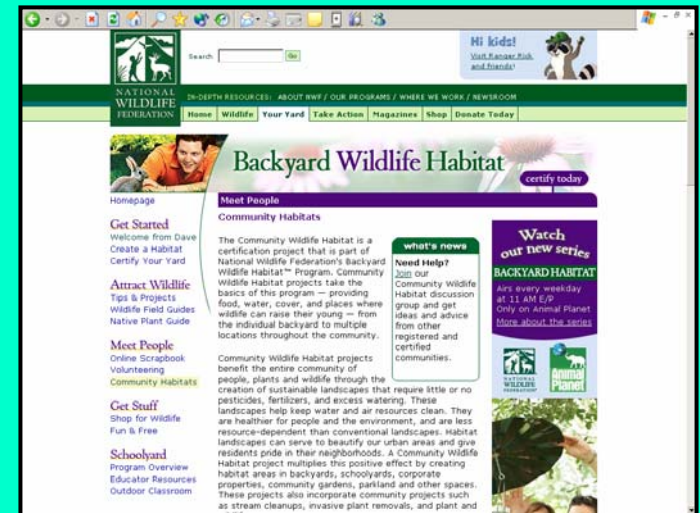 Search
Go
Hi kids!
Visit Ranger Rick
and friends!
NATIONAL
WILDLIFE
FEDERATION
IN-DEPTH RESOURCES: ABOUT NWF / OUR PROGRAMS / WHERE WE WORK / NEWSROOM
Home Wildlife Your Yard Take Action Magazines Shop Donate Today
Backyard Wildlife Habitat
certify today
Homepage
Get Started
Welcome from Dave
Create a Habitat
Certify Your Yard
Attract Wildlife
Tips & Projects
Wildlife Field Guides
Native Plant Guide
Meet People
Online Scrapbook
Volunteering
Community Habitats
Get Stuff
Shop for Wildlife
Fun & Free
Schoolyard
Program Overview
Educator Resources
Outdoor Classroom
Meet People
Community Habitats
The Community Wildlife Habitat is a
certification project that is part of
National Wildlife Federation's Backyard
Wildlife Habitat™ Program. Community
Wildlife Habitat projects take the
basics of this program — providing
food, water, cover, and places where
wildlife can raise their young — from
the individual backyard to multiple
locations throughout the community.
Community Wildlife Habitat projects
benefit the entire community of
people, plants and wildlife through the
creation of sustainable landscapes that require little or no
pesticides, fertilizers, and excess watering. These
landscapes help keep water and air resources clean. They
are healthier for people and the environment, and are less
resource-dependent than conventional landscapes. Habitat
landscapes can serve to beautify our urban areas and give
residents pride in their neighborhoods. A Community Wildlife
Habitat project multiplies this positive effect by creating
habitat areas in backyards, schoolyards, corporate
properties, community gardens, parkland and other spaces.
These projects also incorporate community projects such
as stream cleanups, invasive plant removals, and plant and
what's news
Need Help?
Join our
Community Wildlife
Habitat discussion
group and get
ideas and advice
from other
registered and
certified
communities.
Watch
our new series
BACKYARD HABITAT
Airs every weekday
at 11 AM E/P
Only on Animal Planet
More about the series
NATIONAL
WILDLIFE
FEDERATION
Animal
Planet